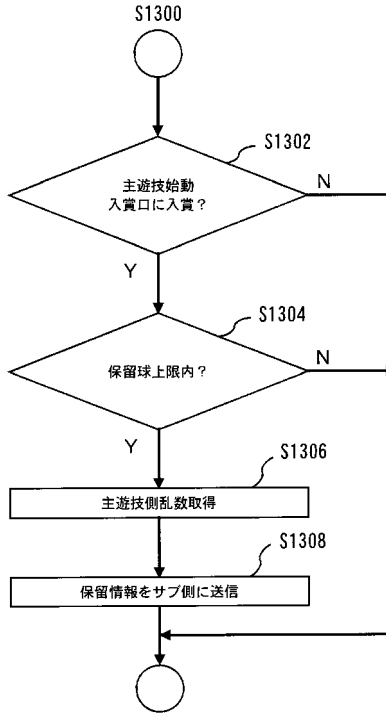 S1300
S1302
主遊技始動
入賞口に入賞？
N
Y
S1304
保留球上限内？
N
Y
S1306
主遊技側乱数取得
S1308
保留情報をサブ側に送信